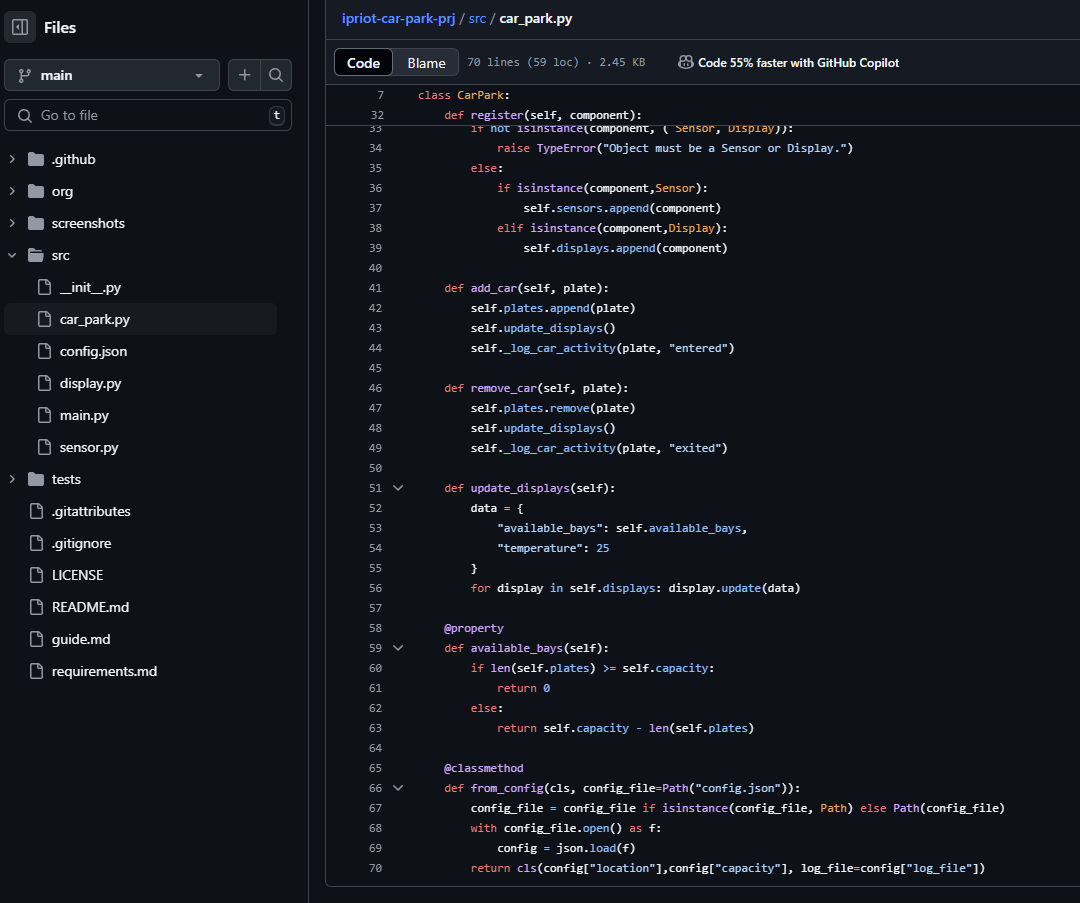 Files
main
Go to file
t
.github
org
screenshots
src
__init__.py
car_park.py
config.json
display.py
main.py
sensor.py
tests
.gitattributes
.gitignore
LICENSE
README.md
guide.md
requirements.md
ipriot-car-park-prj / src / car_park.py
Code Blame 70 lines (59 loc) · 2.45 KB Code 55% faster with GitHub Copilot
7 class CarPark:
32 def register(self, component):
33 if not isinstance(component, ( Sensor, Display)):
34 raise TypeError("Object must be a Sensor or Display.")
35 else:
36 if isinstance(component,Sensor):
37 self.sensors.append(component)
38 elif isinstance(component,Display):
39 self.displays.append(component)
40
41 def add_car(self, plate):
42 self.plates.append(plate)
43 self.update_displays()
44 self._log_car_activity(plate, "entered")
45
46 def remove_car(self, plate):
47 self.plates.remove(plate)
48 self.update_displays()
49 self._log_car_activity(plate, "exited")
50
51 def update_displays(self):
52 data = {
53 "available_bays": self.available_bays,
54 "temperature": 25
55 }
56 for display in self.displays: display.update(data)
57
58 @property
59 def available_bays(self):
60 if len(self.plates) >= self.capacity:
61 return 0
62 else:
63 return self.capacity - len(self.plates)
64
65 @classmethod
66 def from_config(cls, config_file=Path("config.json")):
67 config_file = config_file if isinstance(config_file, Path) else Path(config_file)
68 with config_file.open() as f:
69 config = json.load(f)
70 return cls(config["location"],config["capacity"], log_file=config["log_file"])